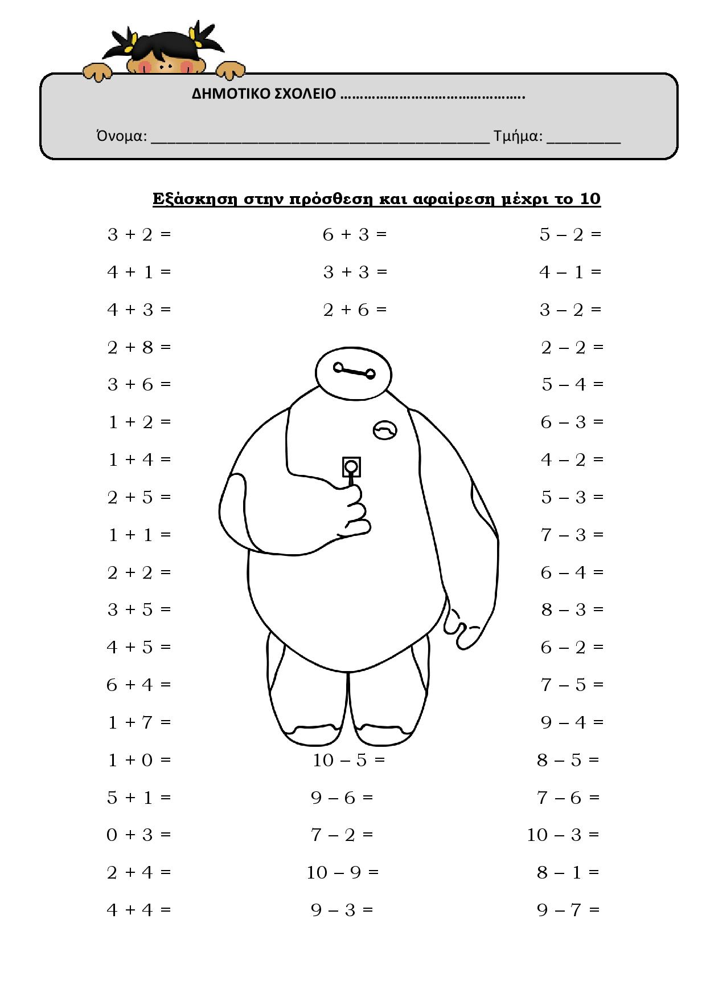 ΔΗΜΟΤΙΚΟ ΣΧΟΛΕΙΟ ………………………………………..
Όνομα: _________________________________________ Τμήμα: _________
Εξάσκηση στην πρόσθεση και αφαίρεση μέχρι το 10
3 + 2 = 6 + 3 = 5 – 2 =
4 + 1 = 3 + 3 = 4 – 1 =
4 + 3 = 2 + 6 = 3 – 2 =
2 + 8 = 2 – 2 =
3 + 6 = 5 – 4 =
1 + 2 = 6 – 3 =
1 + 4 = 4 – 2 =
2 + 5 = 5 – 3 =
1 + 1 = 7 – 3 =
2 + 2 = 6 – 4 =
3 + 5 = 8 – 3 =
4 + 5 = 6 – 2 =
6 + 4 = 7 – 5 =
1 + 7 = 9 – 4 =
1 + 0 = 10 – 5 = 8 – 5 =
5 + 1 = 9 – 6 = 7 – 6 =
0 + 3 = 7 – 2 = 10 – 3 =
2 + 4 = 10 – 9 = 8 – 1 =
4 + 4 = 9 – 3 = 9 – 7 =